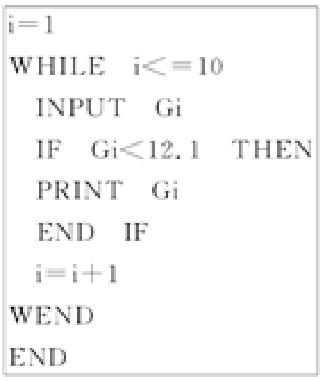 i=1
WHILE i<=10
INPUT Gi
IF Gi<12.1 THEN
PRINT Gi
END IF
i=i+1
WEND
END